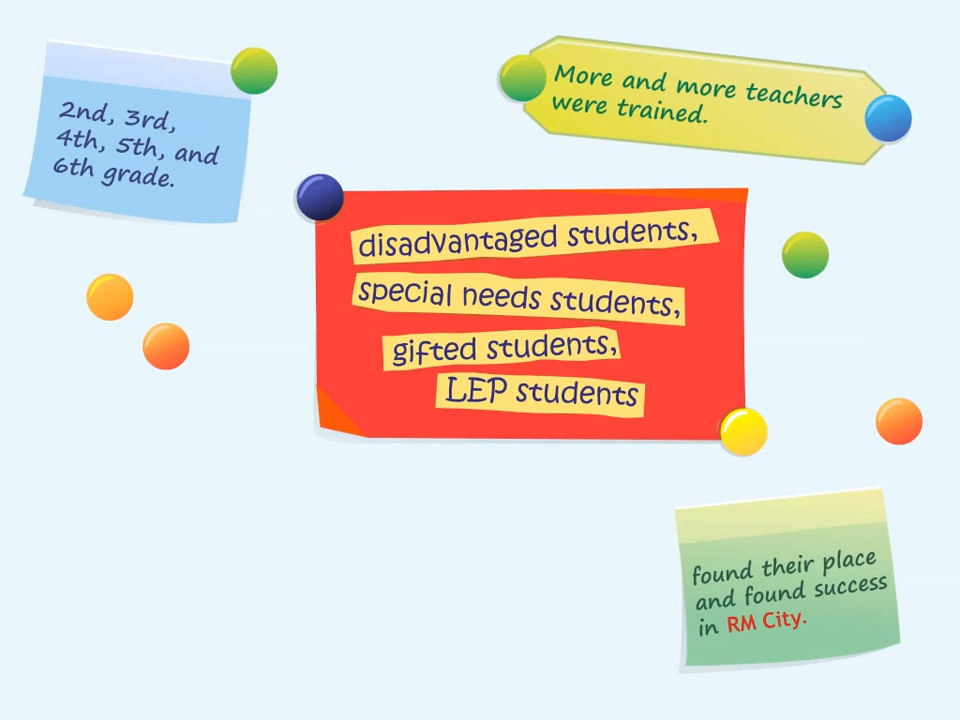 2nd, 3rd,
4th, 5th, and
6th grade.
More and more teachers
were trained.
disadvantaged students,
special needs students,
gifted students,
LEP students
found their place
and found success
in RM City.